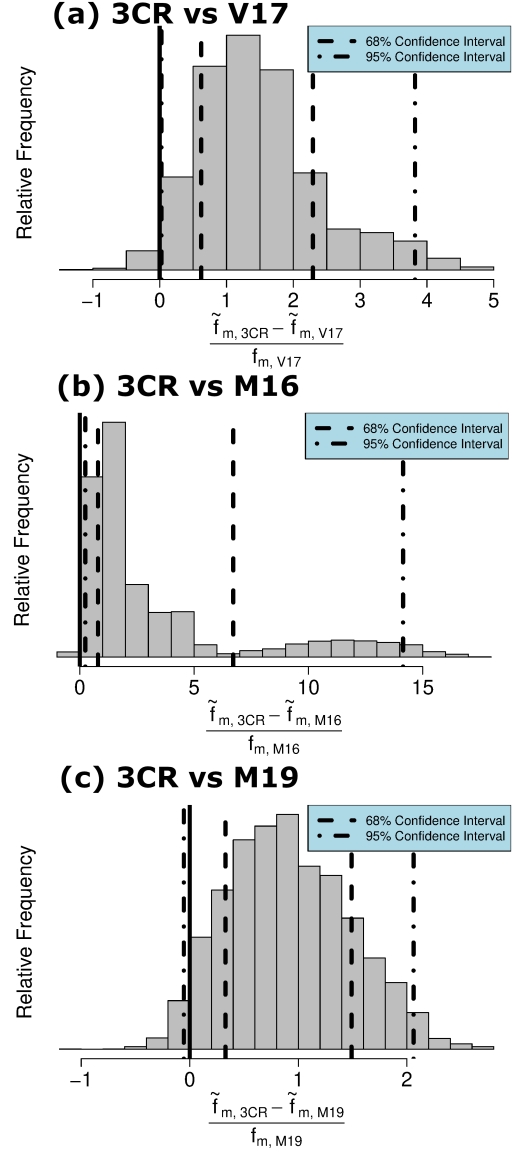 (a) 3CR vs V17
68% Confidence Interval
95% Confidence Interval
Relative Frequency
−1 0 1 2 3 4 5
f̃m, 3CR − f̃m, V17
fm, V17
(b) 3CR vs M16
68% Confidence Interval
95% Confidence Interval
Relative Frequency
0 5 10 15
f̃m, 3CR − f̃m, M16
fm, M16
(c) 3CR vs M19
68% Confidence Interval
95% Confidence Interval
Relative Frequency
−1 0 1 2
f̃m, 3CR − f̃m, M19
fm, M19